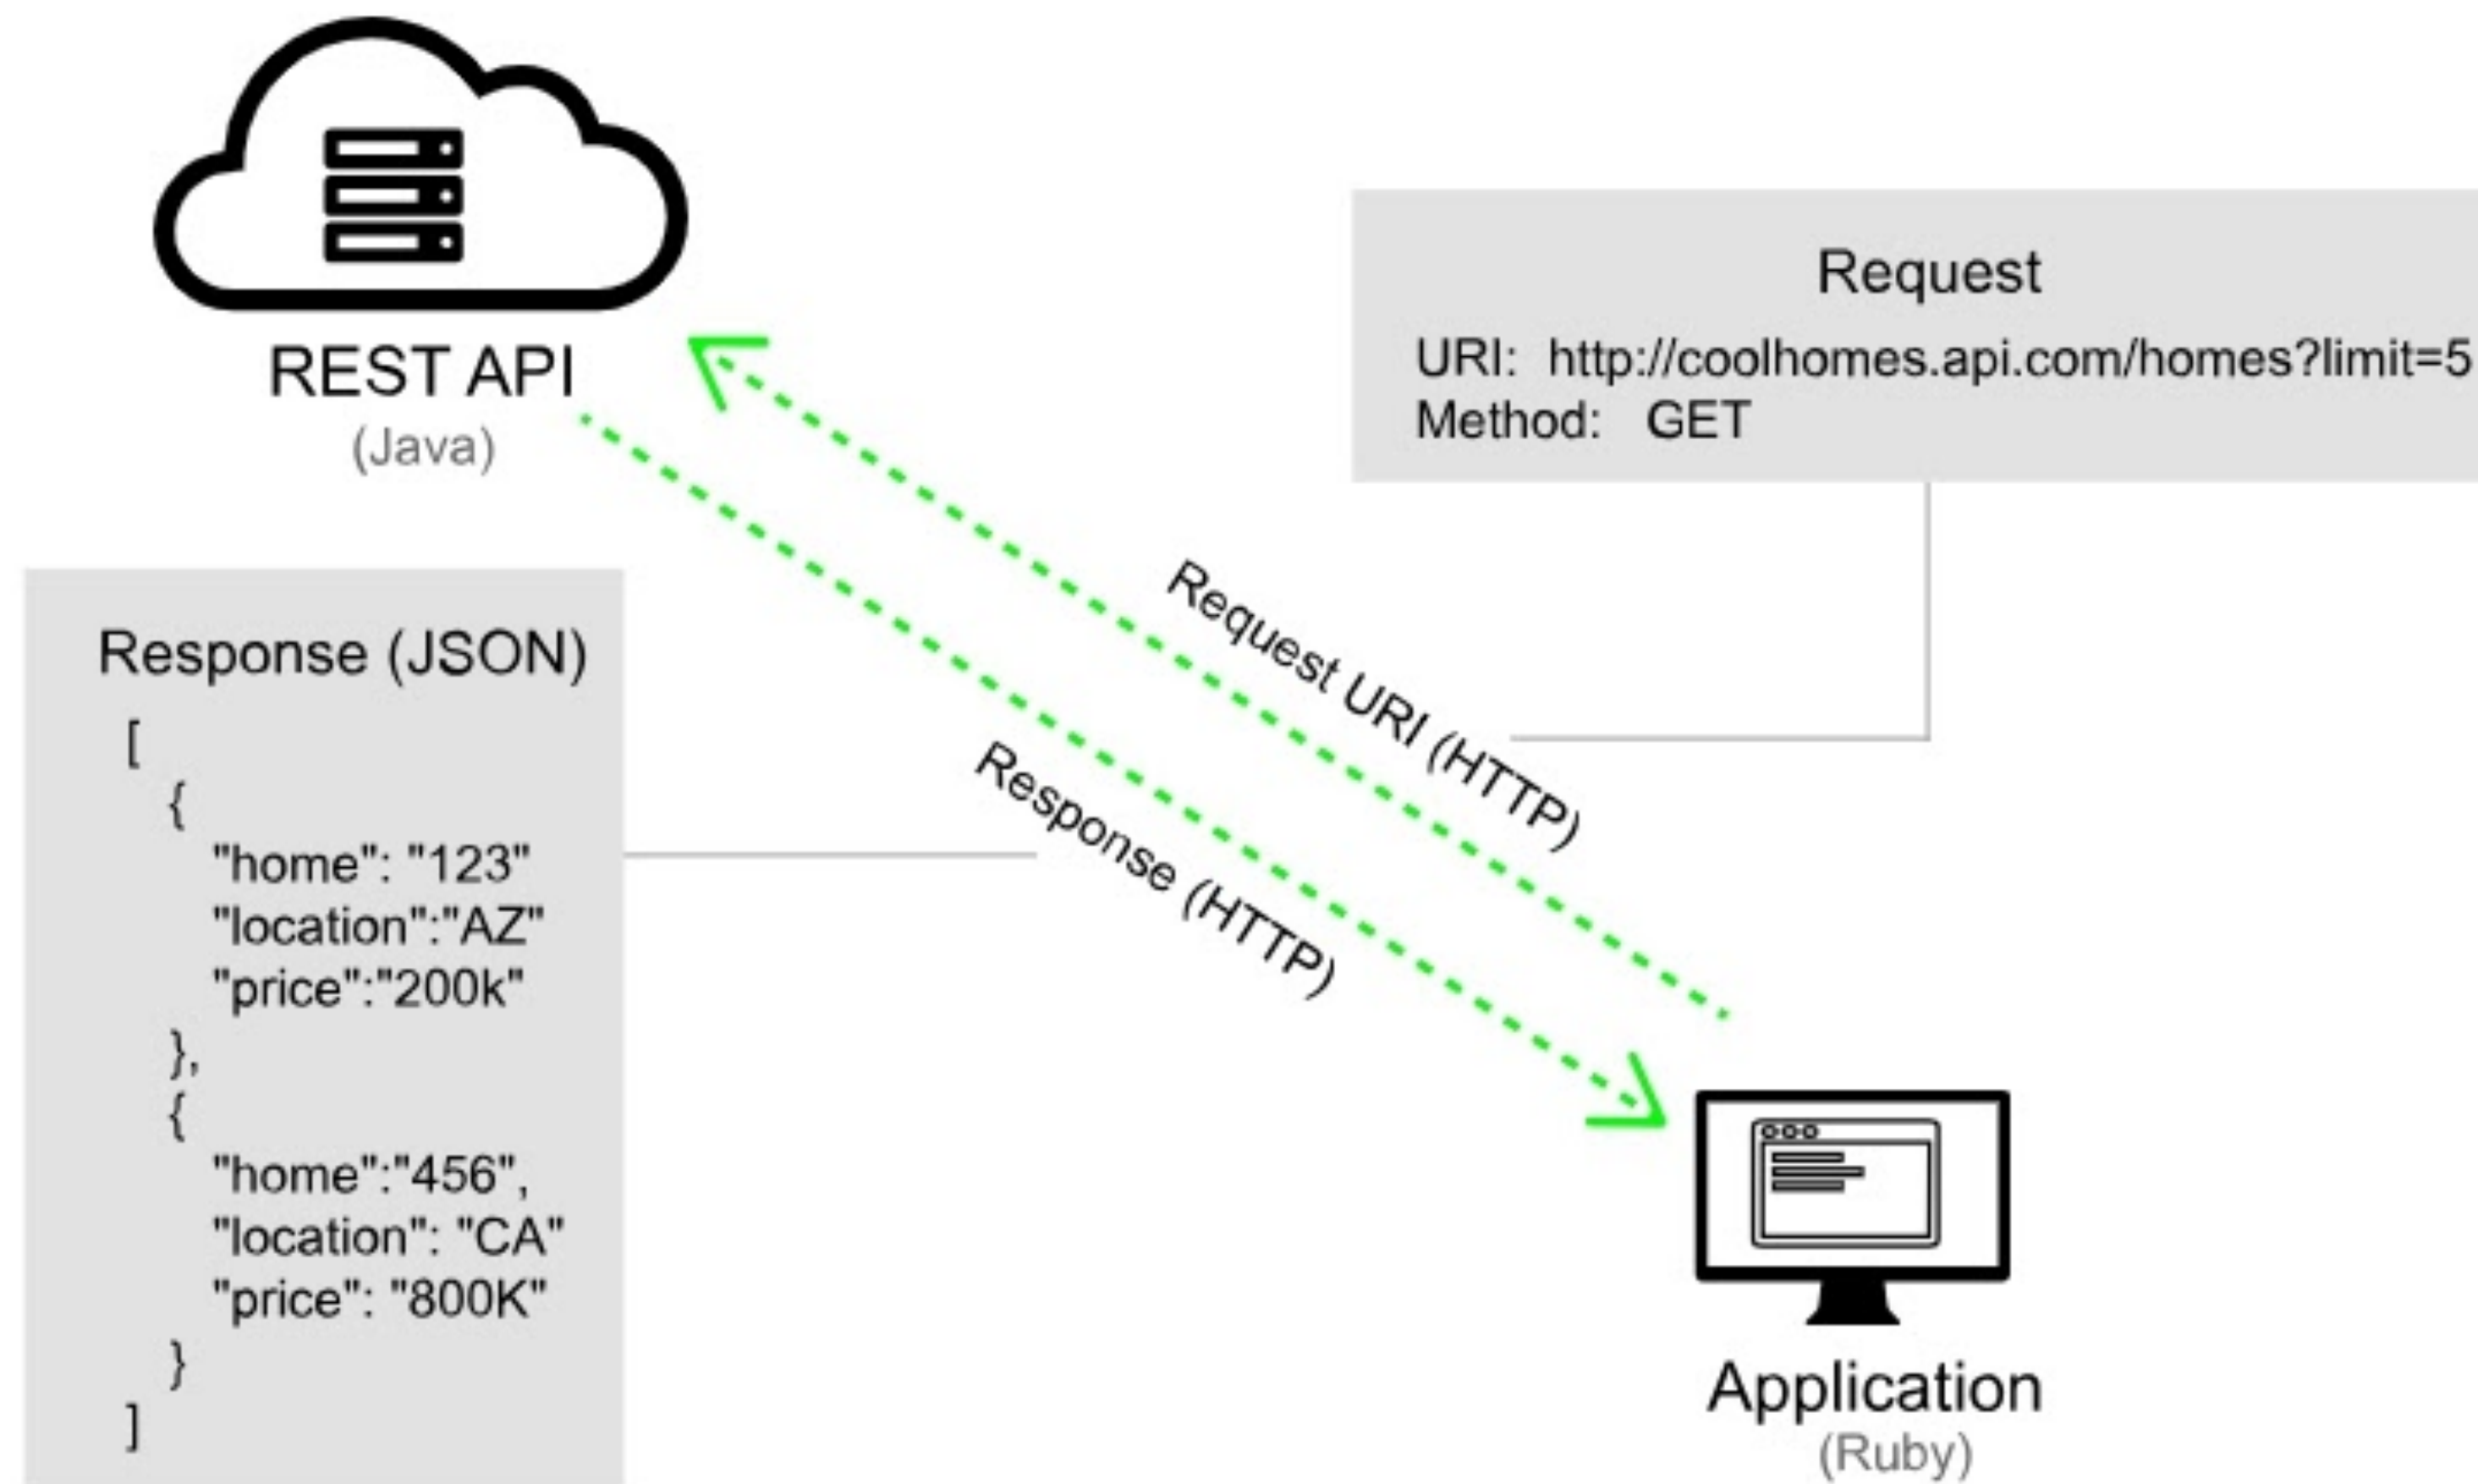 REST API
(Java)
Request
URI: http://coolhomes.api.com/homes?limit=5
Method: GET
Request URI (HTTP)
Response (HTTP)
Response (JSON)
[
{
"home": "123"
"location":"AZ"
"price":"200k"
},
{
"home":"456",
"location": "CA"
"price": "800K"
}
]
Application
(Ruby)